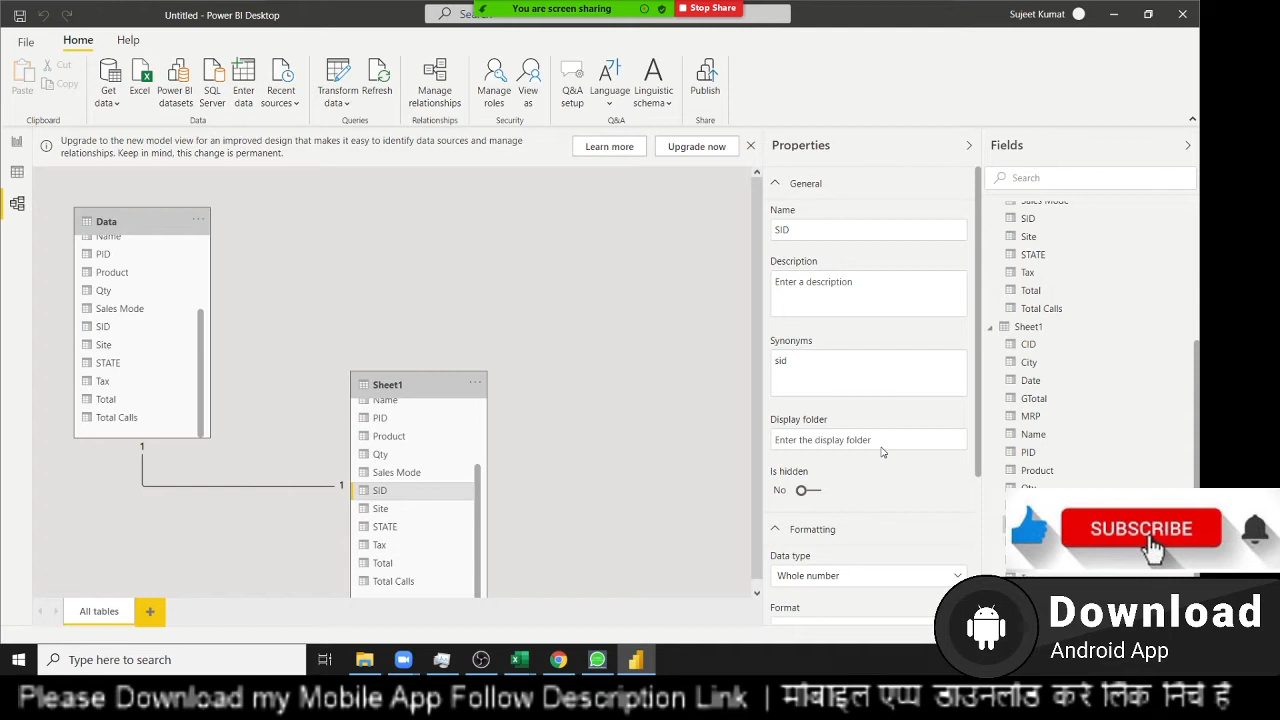 Untitled - Power BI Desktop
You are screen sharing
Stop Share
Sujeet Kumat
File
Home
Help
Paste
Cut
Copy
Get data
Excel
Power BI datasets
SQL Server
Enter data
Recent sources
Transform data
Refresh
Manage relationships
Manage roles
View as
Q&A setup
Language
Linguistic schema
Publish
Clipboard
Data
Queries
Relationships
Security
Q&A
Share
Upgrade to the new model view for an improved design that makes it easy to identify data sources and manage
relationships. Keep in mind, this change is permanent.
Learn more
Upgrade now
Data
Name
PID
Product
Qty
Sales Mode
SID
Site
STATE
Tax
Total
Total Calls
1
1
Sheet1
Name
PID
Product
Qty
Sales Mode
SID
Site
STATE
Tax
Total
Total Calls
Properties
General
Name
SID
Description
Enter a description
Synonyms
sid
Display folder
Enter the display folder
Is hidden
No
Formatting
Data type
Whole number
Format
Fields
Search
Sales Mode
SID
Site
STATE
Tax
Total
Total Calls
Sheet1
CID
City
Date
GTotal
MRP
Name
PID
Product
Qty
SUBSCRIBE
Download
Android App
All tables
Type here to search
Please Download my Mobile App Follow Description Link | मोबाइल एप्प डाउनलोड करे लिंक निचे है